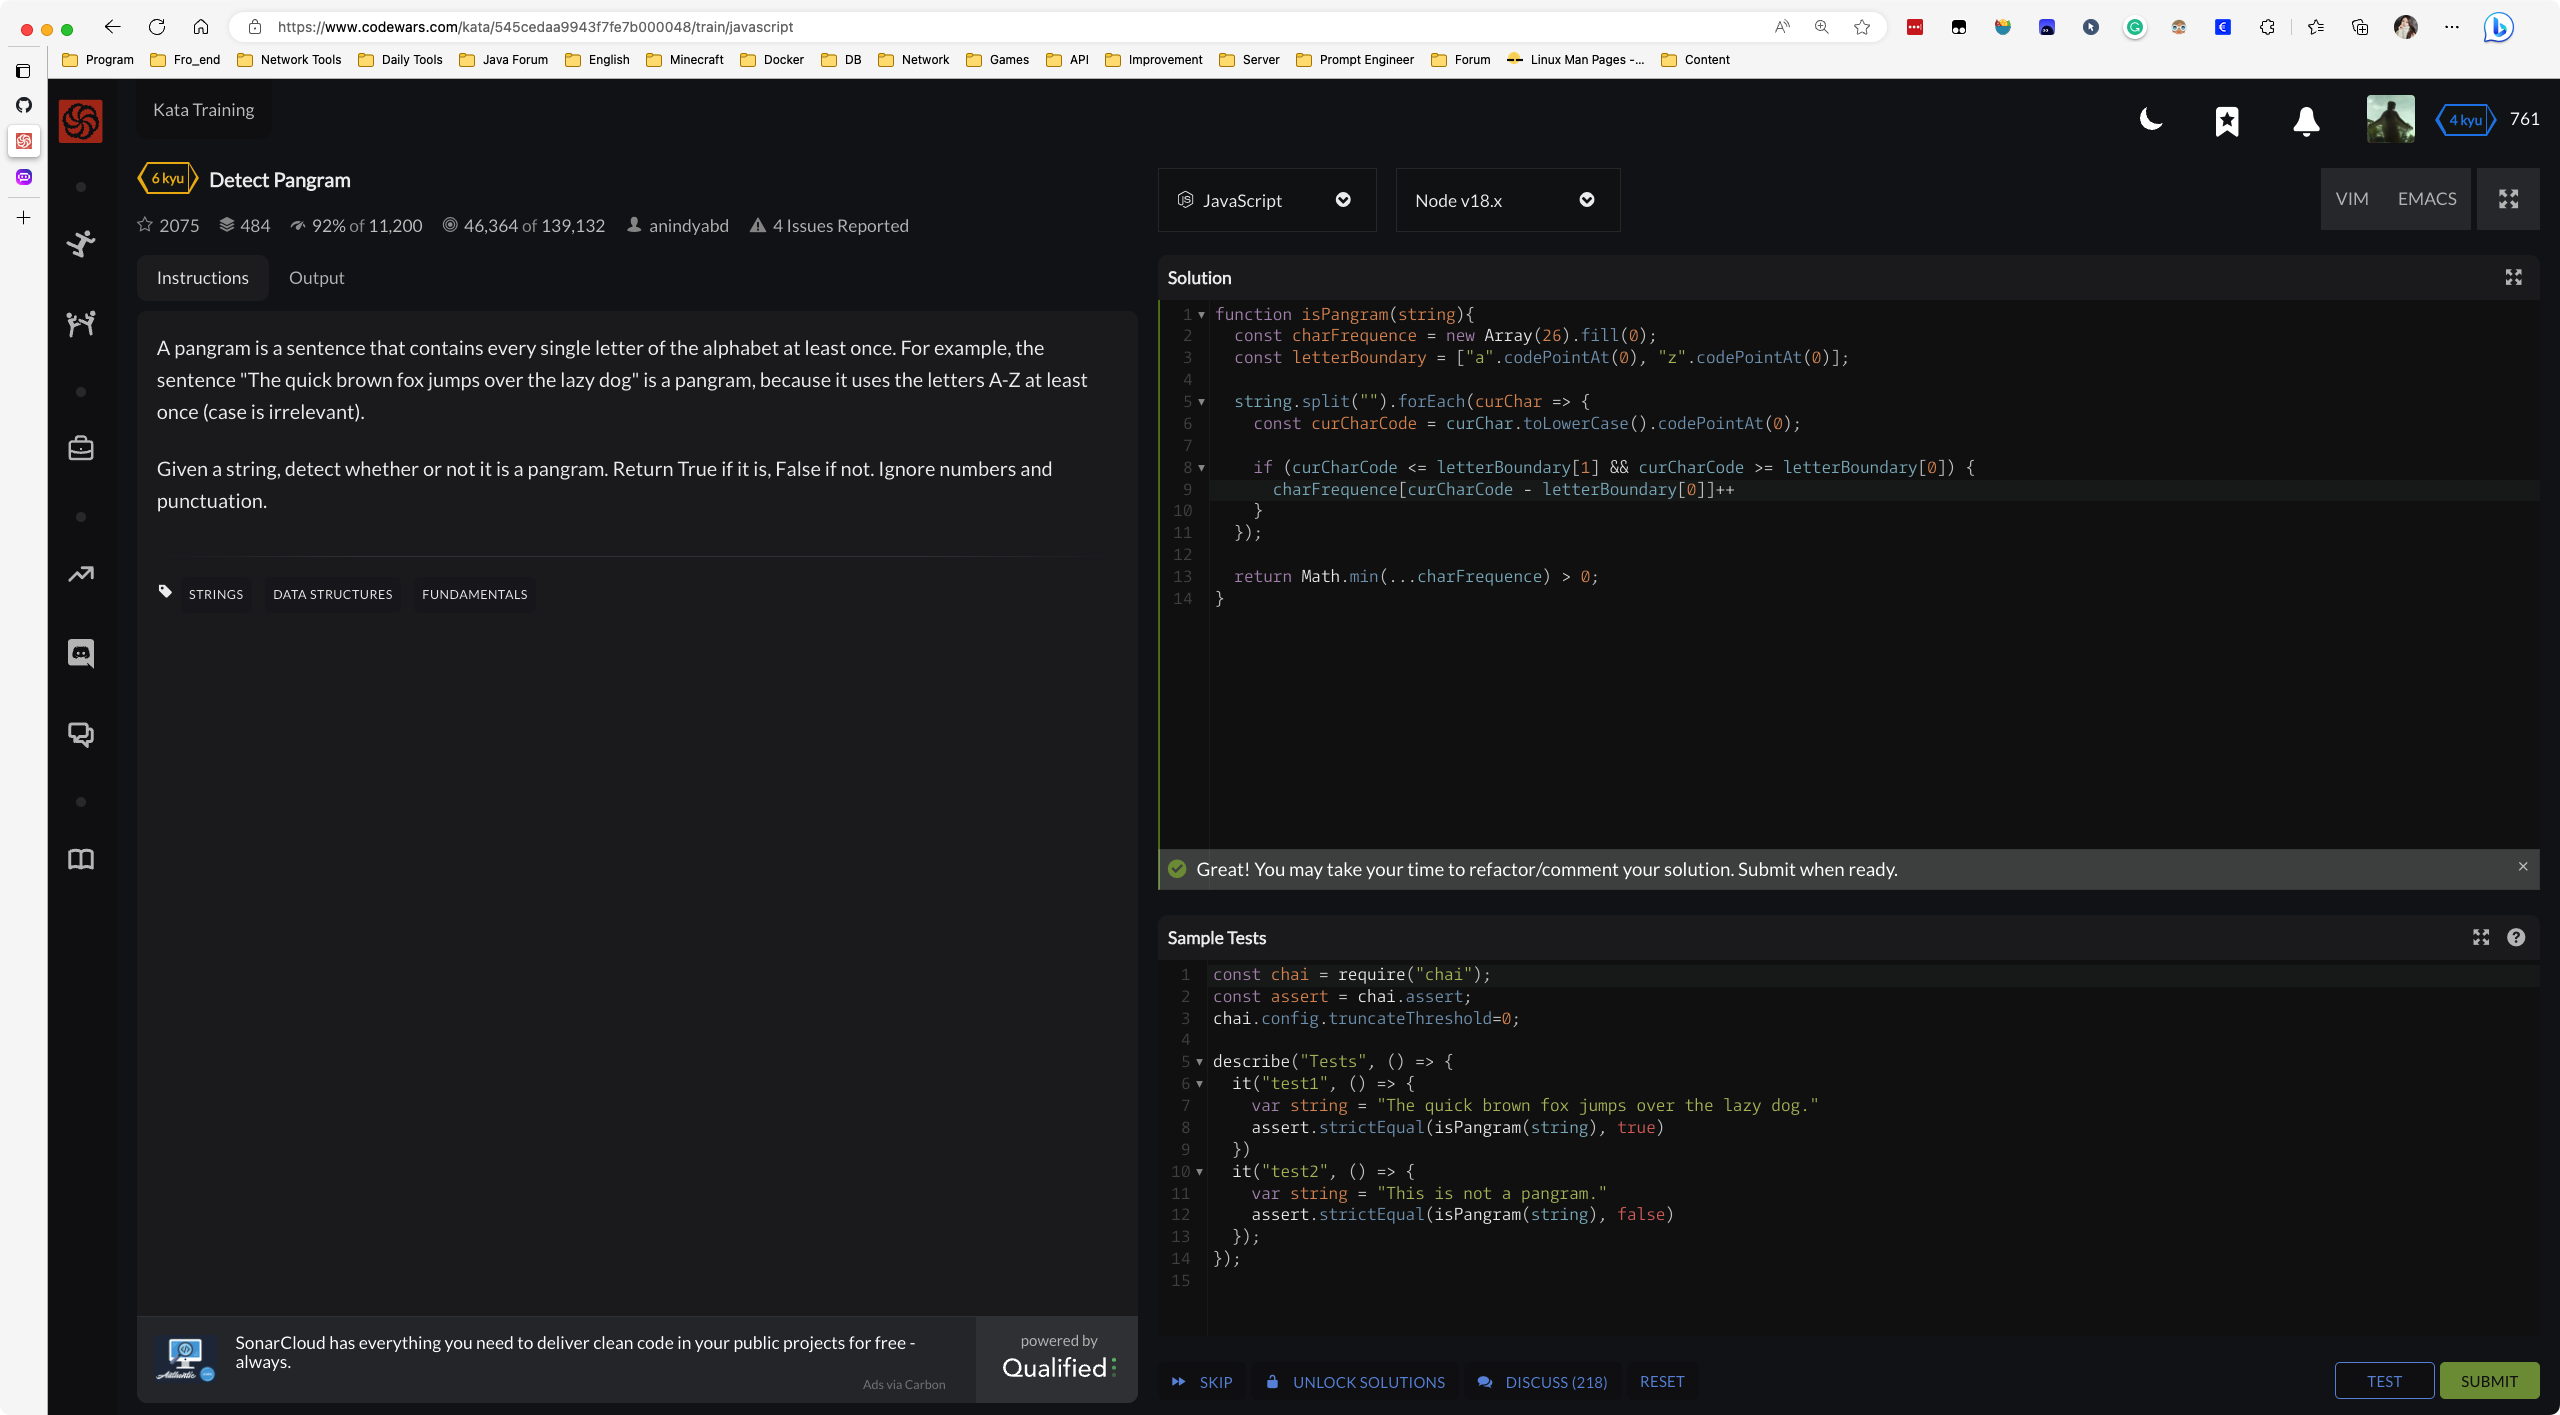 https://www.codewars.com/kata/545cedaa9943f7fe7b000048/train/javascript
Program
Fro_end
Network Tools
Daily Tools
Java Forum
English
Minecraft
Docker
DB
Network
Games
API
Improvement
Server
Prompt Engineer
Forum
Linux Man Pages -...
Content
Kata Training
4 kyu
761
6 kyu
Detect Pangram
2075
484
92% of 11,200
46,364 of 139,132
anindyabd
4 Issues Reported
JavaScript
Node v18.x
VIM
EMACS
Instructions
Output
A pangram is a sentence that contains every single letter of the alphabet at least once. For example, the
sentence "The quick brown fox jumps over the lazy dog" is a pangram, because it uses the letters A-Z at least
once (case is irrelevant).
Given a string, detect whether or not it is a pangram. Return True if it is, False if not. Ignore numbers and
punctuation.
STRINGS
DATA STRUCTURES
FUNDAMENTALS
SonarCloud has everything you need to deliver clean code in your public projects for free -
always.
Ads via Carbon
powered by
Qualified
Solution
1 function isPangram(string){
2   const charFrequence = new Array(26).fill(0);
3   const letterBoundary = ["a".codePointAt(0), "z".codePointAt(0)];
4
5   string.split("").forEach(curChar => {
6     const curCharCode = curChar.toLowerCase().codePointAt(0);
7
8     if (curCharCode <= letterBoundary[1] && curCharCode >= letterBoundary[0]) {
9       charFrequence[curCharCode - letterBoundary[0]]++
10     }
11   });
12
13   return Math.min(...charFrequence) > 0;
14 }
Great! You may take your time to refactor/comment your solution. Submit when ready.
Sample Tests
1 const chai = require("chai");
2 const assert = chai.assert;
3 chai.config.truncateThreshold=0;
4
5 describe("Tests", () => {
6   it("test1", () => {
7     var string = "The quick brown fox jumps over the lazy dog."
8     assert.strictEqual(isPangram(string), true)
9   })
10   it("test2", () => {
11     var string = "This is not a pangram."
12     assert.strictEqual(isPangram(string), false)
13   });
14 });
15
SKIP
UNLOCK SOLUTIONS
DISCUSS (218)
RESET
TEST
SUBMIT